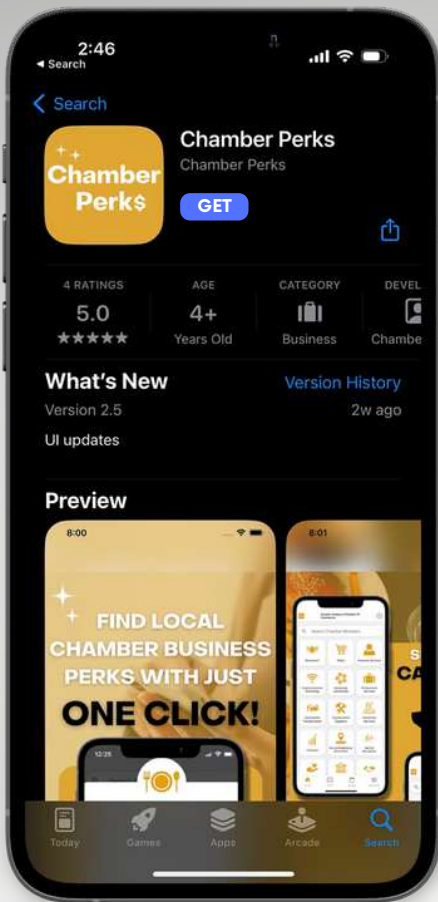 2:46
◀ Search
Search
Chamber
Perk$
Chamber Perks
Chamber Perks
GET
4 RATINGS
AGE
CATEGORY
DEVEL
5.0
4+
★★★★★
Years Old
Business
Chambe
What's New
Version History
Version 2.5
2w ago
UI updates
Preview
8:00
8:01
FIND LOCAL
CHAMBER BUSINESS
PERKS WITH JUST
ONE CLICK!
12:25
S
CA
Today
Games
Apps
Arcade
Search